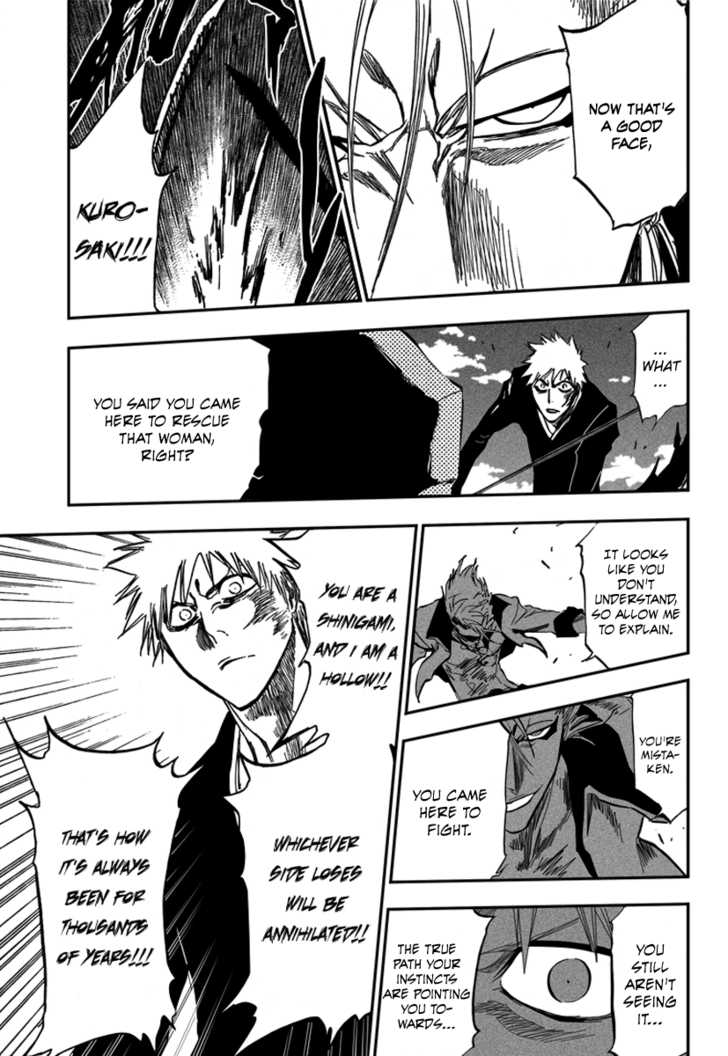 NOW THAT'S
A GOOD
FACE,
KURO-
SAKI!!!
...
WHAT
...
YOU SAID YOU CAME
HERE TO RESCUE
THAT WOMAN,
RIGHT?
IT LOOKS
LIKE YOU
DON'T
UNDERSTAND,
SO ALLOW ME
TO EXPLAIN.
YOU'RE
MISTA-
KEN.
YOU CAME
HERE TO
FIGHT.
YOU
STILL
AREN'T
SEEING
IT...
THE TRUE
PATH YOUR
INSTINCTS
ARE POINTING
YOU TO-
WARDS...
YOU ARE A
SHINIGAMI,
AND I AM A
HOLLOW!!
WHICHEVER
SIDE LOSES
WILL BE
ANNIHILATED!!
THAT'S HOW
IT'S ALWAYS
BEEN FOR
THOUSANDS
OF YEARS!!!